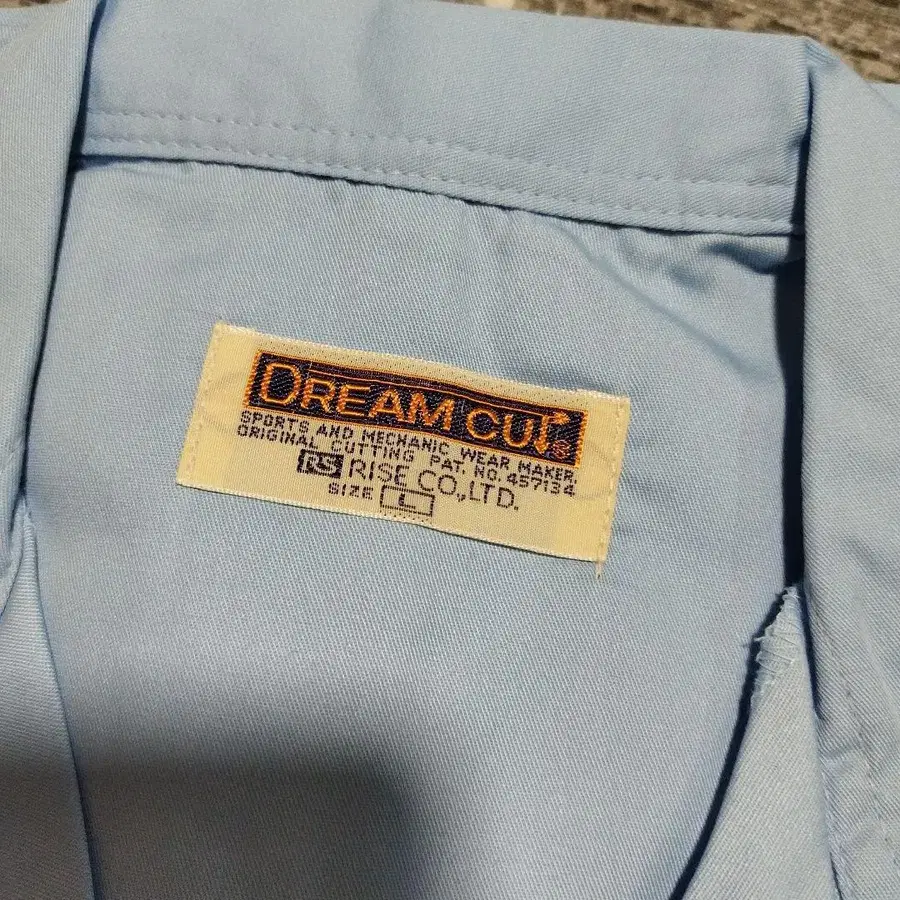 DREAM CUT®
SPORTS AND MECHANIC WEAR MAKER.
ORIGINAL CUTTING PAT. NO. 457134
RS RISE CO.,LTD.
SIZE L